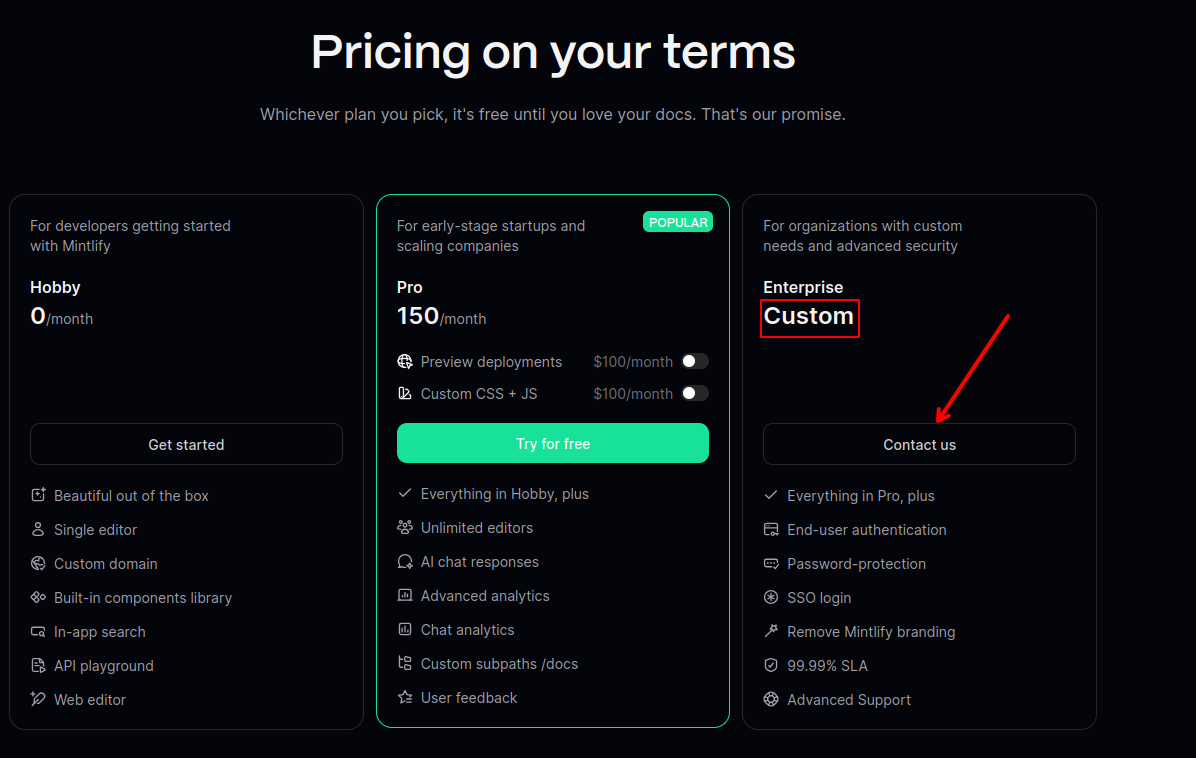 Pricing on your terms
Whichever plan you pick, it's free until you love your docs. That's our promise.
For developers getting started
with Mintlify
Hobby
0/month
Get started
Beautiful out of the box
Single editor
Custom domain
Built-in components library
In-app search
API playground
Web editor
For early-stage startups and
scaling companies
POPULAR
Pro
150/month
Preview deployments $100/month
Custom CSS + JS $100/month
Try for free
Everything in Hobby, plus
Unlimited editors
AI chat responses
Advanced analytics
Chat analytics
Custom subpaths /docs
User feedback
For organizations with custom
needs and advanced security
Enterprise
Custom
Contact us
Everything in Pro, plus
End-user authentication
Password-protection
SSO login
Remove Mintlify branding
99.99% SLA
Advanced Support